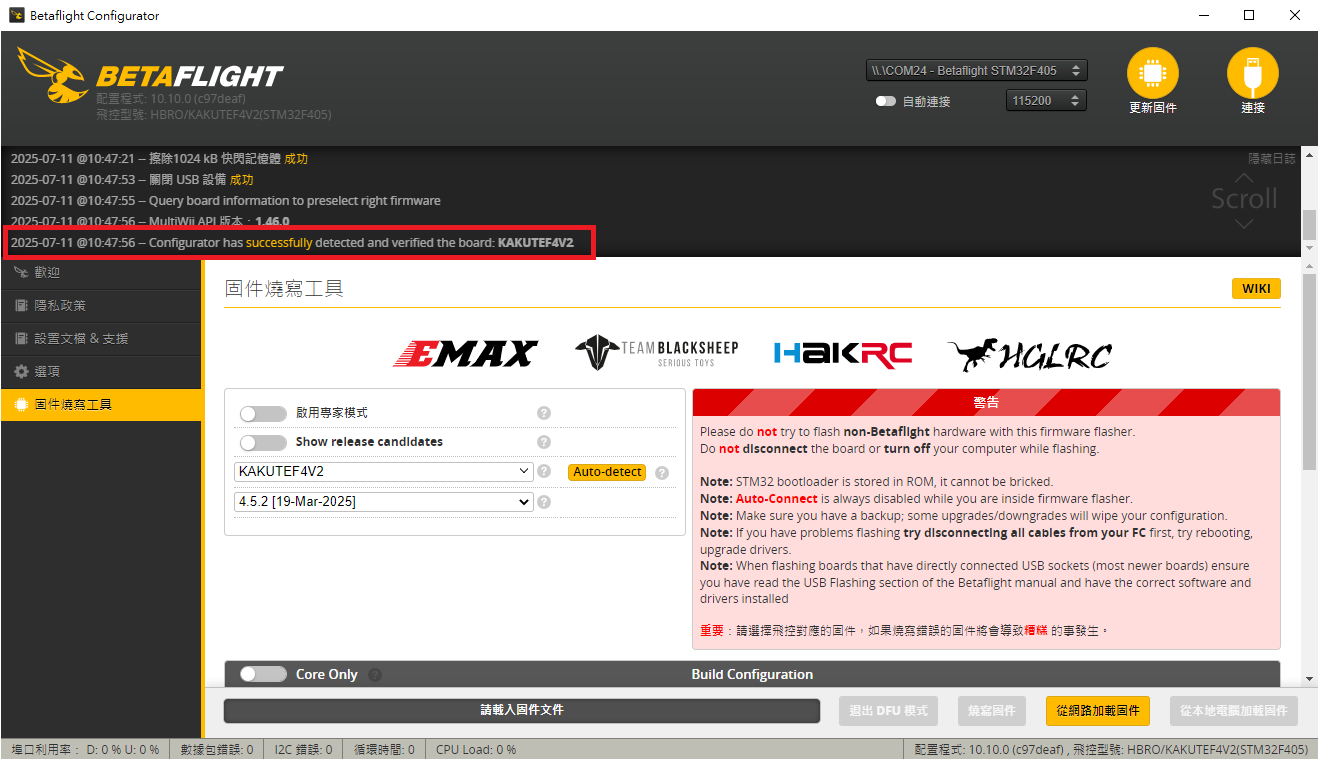 Betaflight Configurator
BETAFLIGHT
配置程式: 10.10.0 (c97deaf)
飛控型號: HBRO/KAKUTEF4V2(STM32F405)
\\.\COM24 - Betaflight STM32F405
自動連接
115200
更新固件
連接
2025-07-11 @10:47:21 -- 擦除1024 kB 快閃記憶體 成功
2025-07-11 @10:47:53 -- 關閉 USB 設備 成功
2025-07-11 @10:47:55 -- Query board information to preselect right firmware
2025-07-11 @10:47:56 -- MultiWii API 版本：1.46.0
2025-07-11 @10:47:56 -- Configurator has successfully detected and verified the board: KAKUTEF4V2
隱藏日誌
Scroll
歡迎
隱私政策
設置文檔 & 支援
選項
固件燒寫工具
固件燒寫工具
WIKI
EMAX
TEAM BLACKSHEEP
SERIOUS TOYS
HAKRC
HGLRC
啟用專家模式
Show release candidates
KAKUTEF4V2
Auto-detect
4.5.2 [19-Mar-2025]
警告
Please do not try to flash non-Betaflight hardware with this firmware flasher.
Do not disconnect the board or turn off your computer while flashing.
Note: STM32 bootloader is stored in ROM, it cannot be bricked.
Note: Auto-Connect is always disabled while you are inside firmware flasher.
Note: Make sure you have a backup; some upgrades/downgrades will wipe your configuration.
Note: If you have problems flashing try disconnecting all cables from your FC first, try rebooting,
upgrade drivers.
Note: When flashing boards that have directly connected USB sockets (most newer boards) ensure
you have read the USB Flashing section of the Betaflight manual and have the correct software and
drivers installed
重要：請選擇飛控對應的固件，如果燒寫錯誤的固件將會導致糟糕 的事發生。
Core Only
Build Configuration
請載入固件文件
退出 DFU 模式
燒寫固件
從網路加載固件
從本地電腦加載固件
埠口利用率： D: 0 % U: 0 %
數據包錯誤: 0
I2C 錯誤: 0
循環時間: 0
CPU Load: 0 %
配置程式: 10.10.0 (c97deaf) , 飛控型號: HBRO/KAKUTEF4V2(STM32F405)